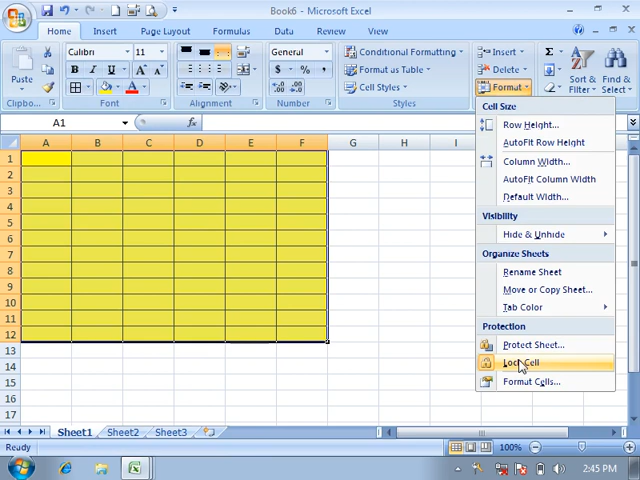 Book6 - Microsoft Excel
Home Insert Page Layout Formulas Data Review View
Paste
Calibri 11
B I U A A
A
General
$ % ,
Conditional Formatting
Format as Table
Cell Styles
Insert
Delete
Format
Σ
Sort & Filter
Find & Select
Clipboard Font Alignment Number Styles
A1 fx
A B C D E F G H I
1
2
3
4
5
6
7
8
9
10
11
12
13
14
15
16
17
Cell Size
Row Height...
AutoFit Row Height
Column Width...
AutoFit Column Width
Default Width...
Visibility
Hide & Unhide
Organize Sheets
Rename Sheet
Move or Copy Sheet...
Tab Color
Protection
Protect Sheet...
Lock Cell
Format Cells...
Sheet1 Sheet2 Sheet3
Ready 100%
2:45 PM